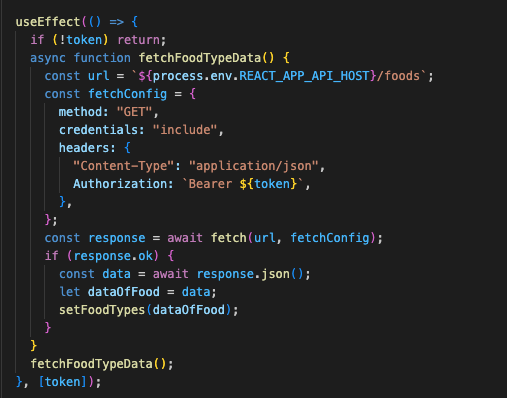 useEffect(() => {
  if (!token) return;
  async function fetchFoodTypeData() {
    const url = `${process.env.REACT_APP_API_HOST}/foods`;
    const fetchConfig = {
      method: "GET",
      credentials: "include",
      headers: {
        "Content-Type": "application/json",
        Authorization: `Bearer ${token}`,
      },
    };
    const response = await fetch(url, fetchConfig);
    if (response.ok) {
      const data = await response.json();
      let dataOfFood = data;
      setFoodTypes(dataOfFood);
    }
  }
  fetchFoodTypeData();
}, [token]);